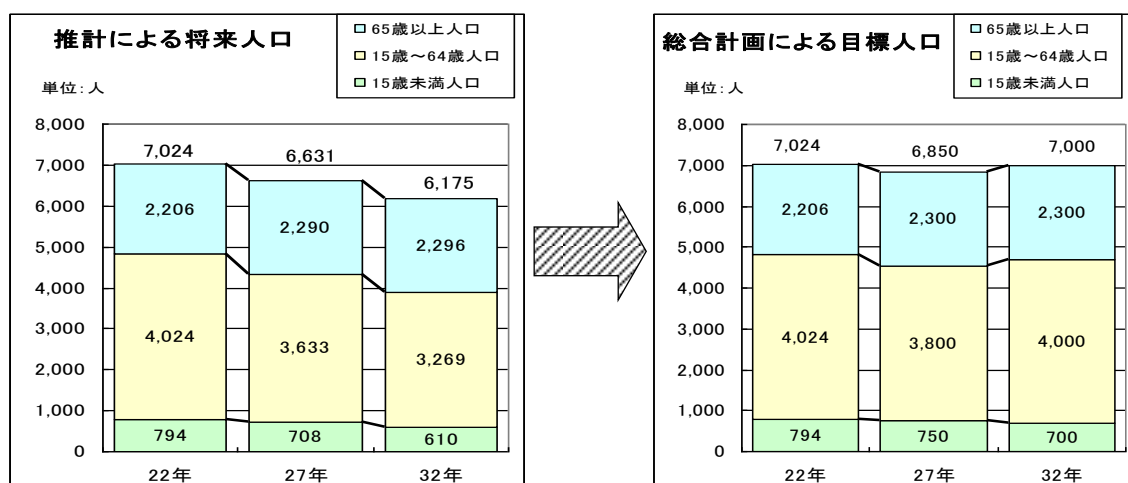 推計による将来人口
65歳以上人口
15歳～64歳人口
15歳未満人口
単位:人
8,000
7,000
6,000
5,000
4,000
3,000
2,000
1,000
0
7,024
6,631
6,175
2,206
2,290
2,296
4,024
3,633
3,269
794
708
610
22年
27年
32年
総合計画による目標人口
65歳以上人口
15歳～64歳人口
15歳未満人口
単位:人
8,000
7,000
6,000
5,000
4,000
3,000
2,000
1,000
0
7,024
6,850
7,000
2,206
2,300
2,300
4,024
3,800
4,000
794
750
700
22年
27年
32年